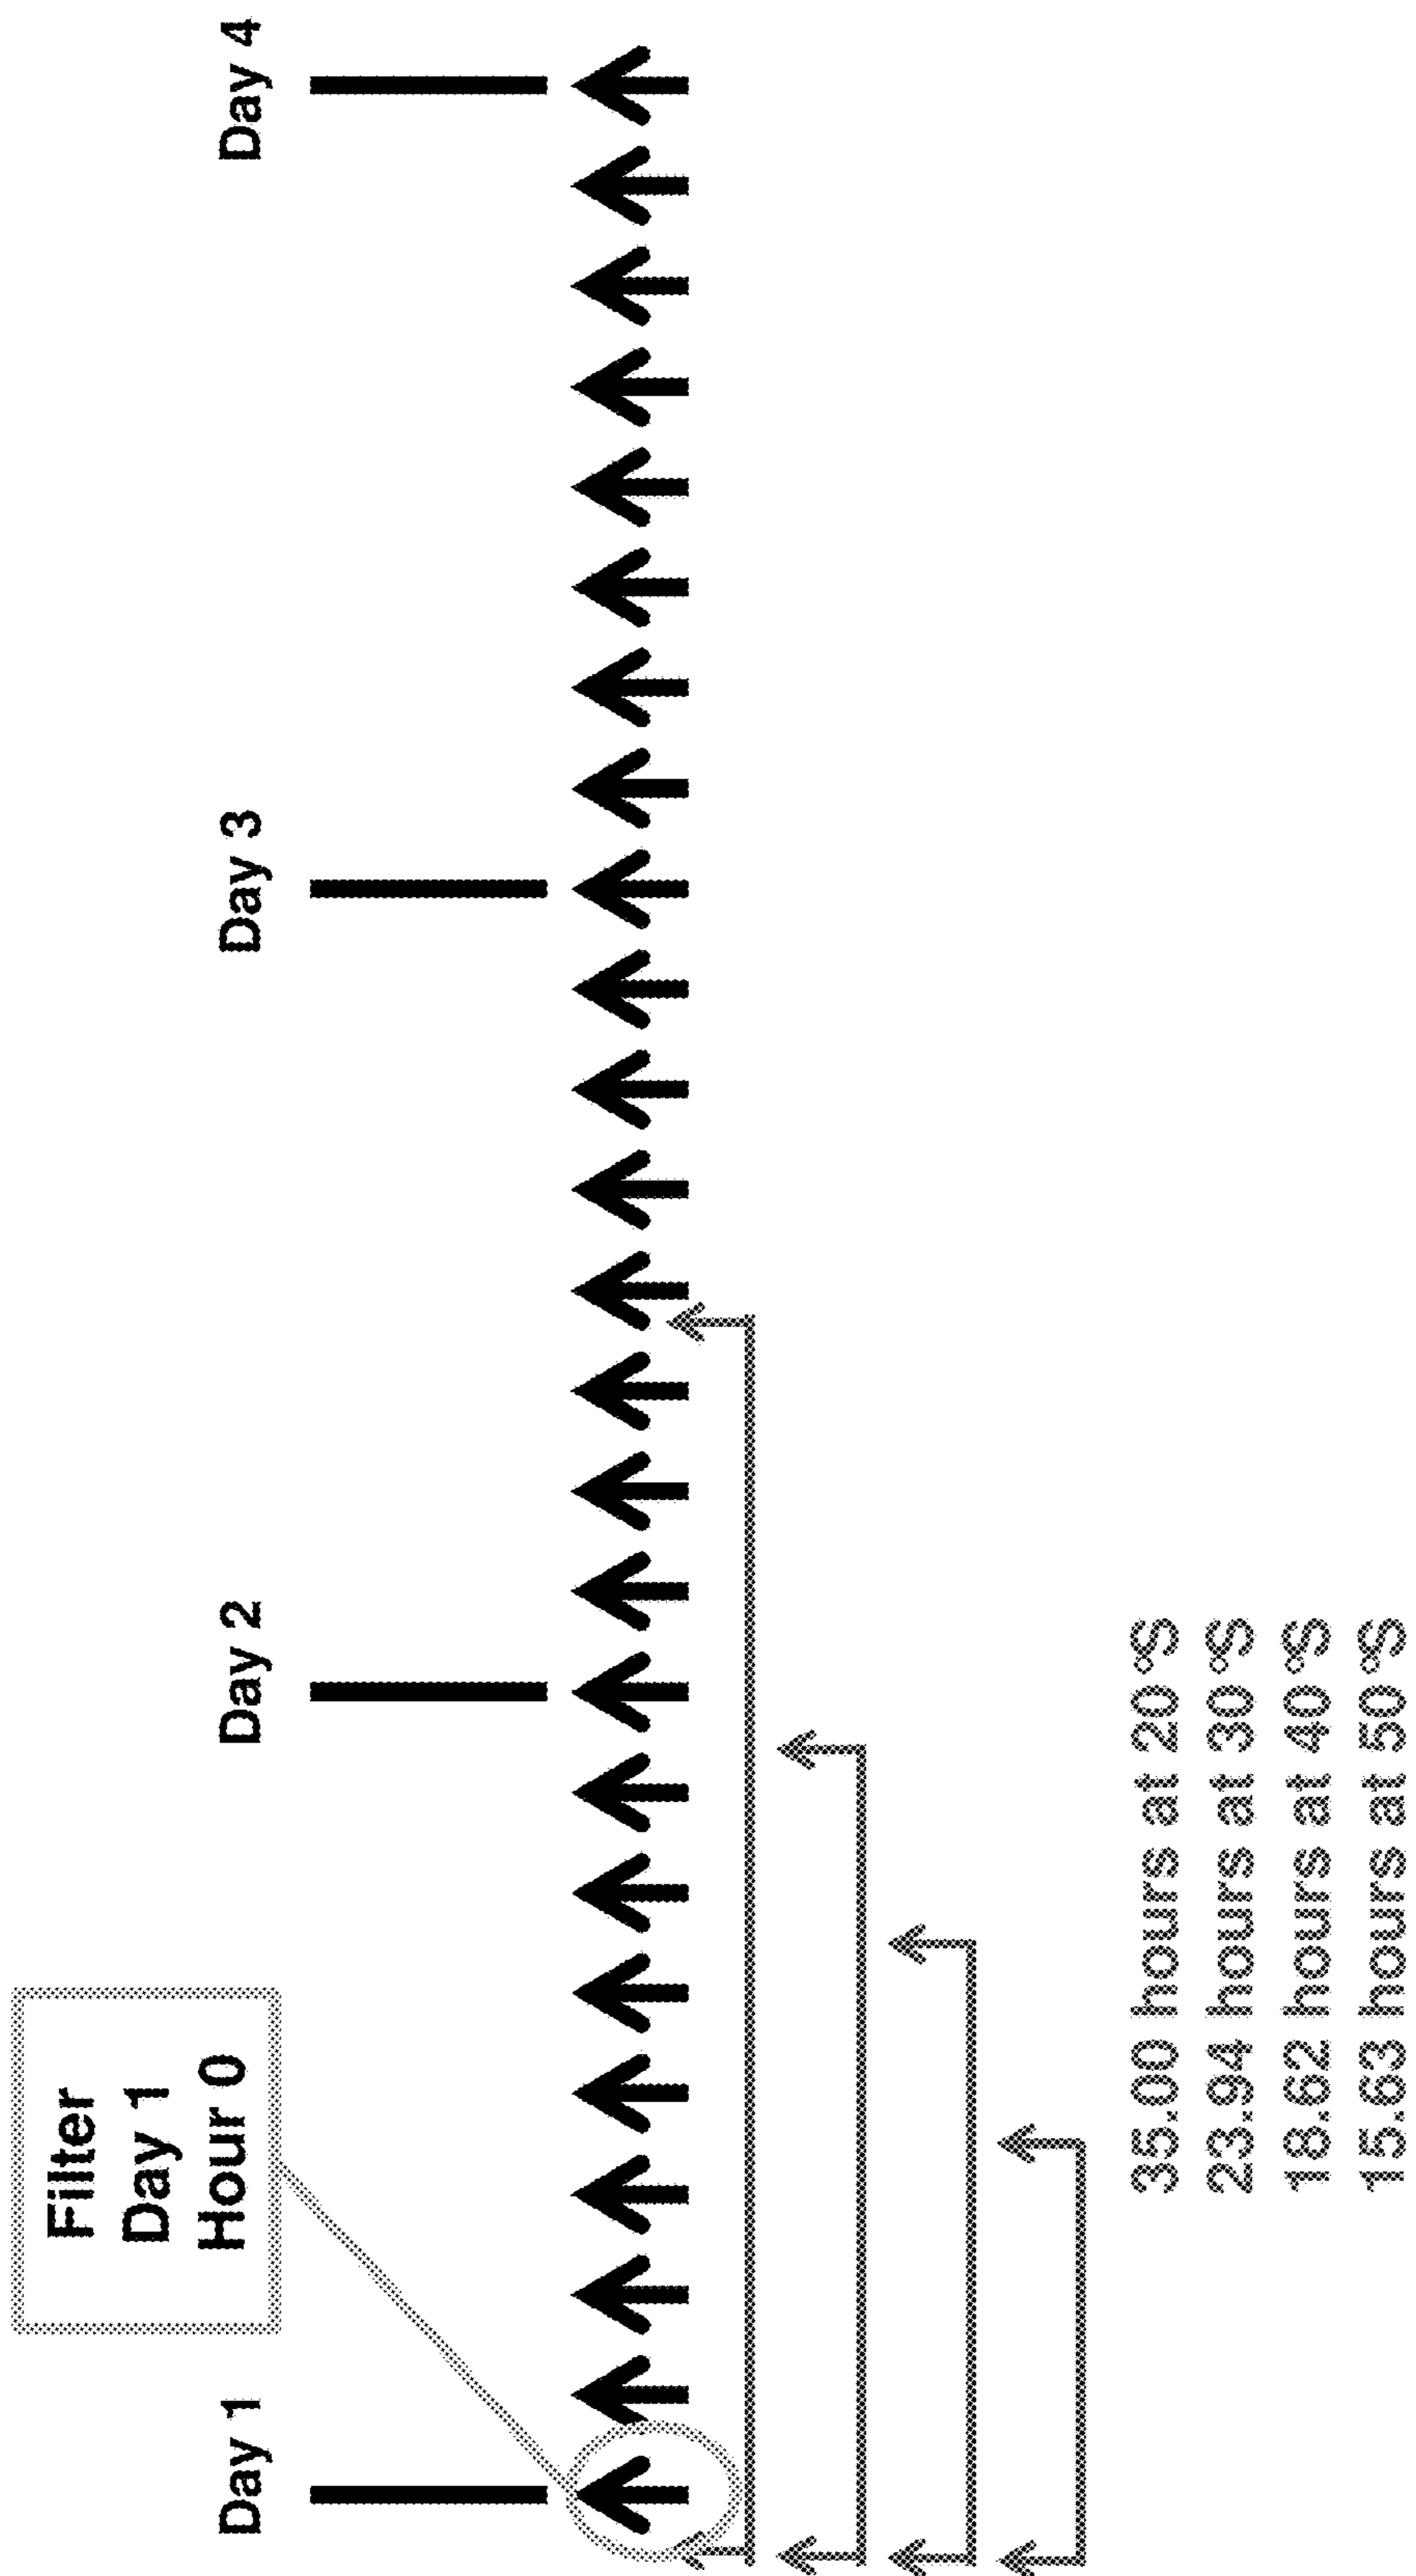 Day 1
Day 2
Day 3
Day 4
Filter
Day 1
Hour 0
35.00 hours at 20°S
23.94 hours at 30°S
18.62 hours at 40°S
15.63 hours at 50°S